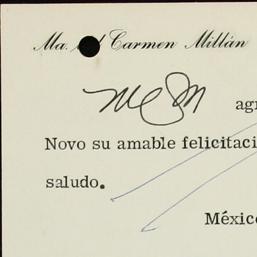 Ma. Carmen Millán
agr
Novo su amable felicitaci
saludo.
Méxic